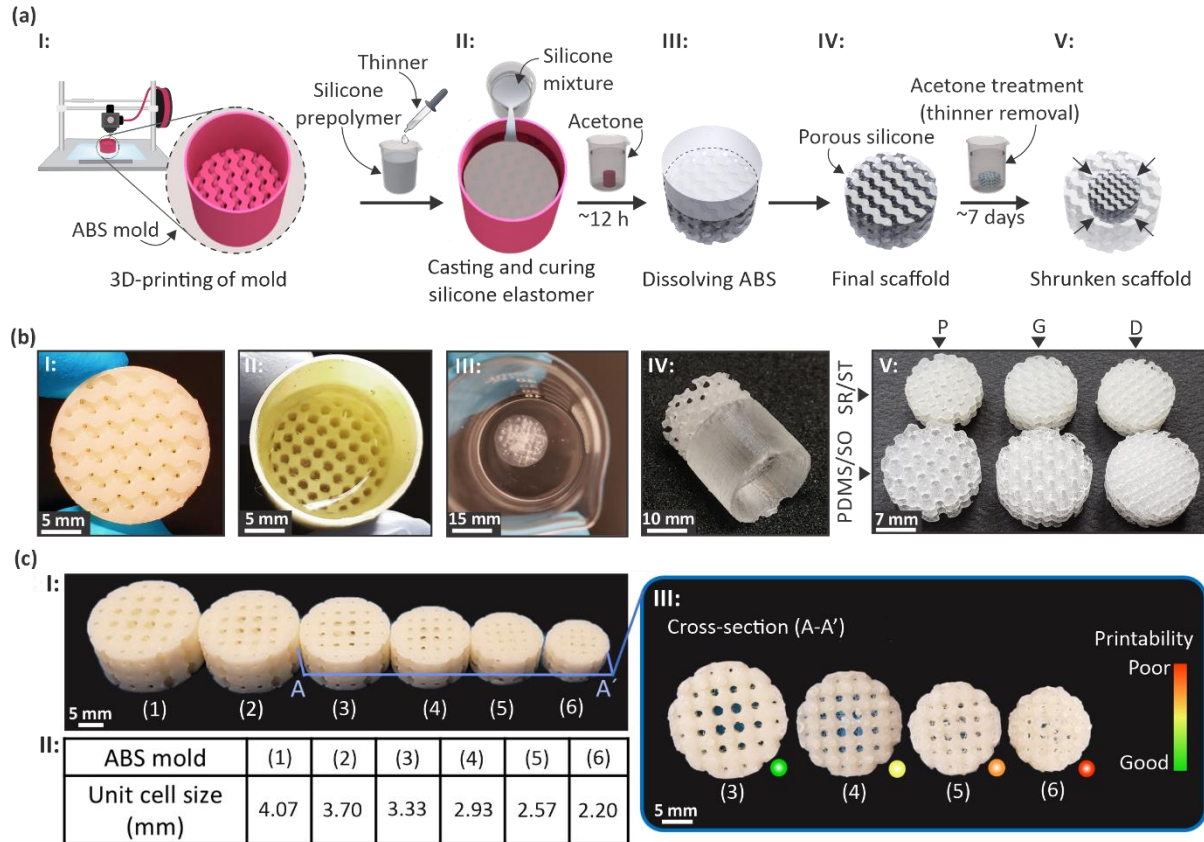 (a)
I:
II:
III:
IV:
V:
Thinner
Silicone
prepolymer
Silicone
mixture
Acetone
~12 h
Porous silicone
Acetone treatment
(thinner removal)
~7 days
ABS mold
3D-printing of mold
Casting and curing
silicone elastomer
Dissolving ABS
Final scaffold
Shrunken scaffold
(b)
I:
5 mm
II:
5 mm
III:
15 mm
IV:
10 mm
P
G
D
V:
SR/ST
PDMS/SO
7 mm
(c)
I:
A
A´
(1)
(2)
(3)
(4)
(5)
(6)
5 mm
II:
ABS mold (1) (2) (3) (4) (5) (6)
Unit cell size
(mm)
4.07 3.70 3.33 2.93 2.57 2.20
III:
Cross-section (A-A’)
Printability
Poor
Good
(3)
(4)
(5)
(6)
5 mm